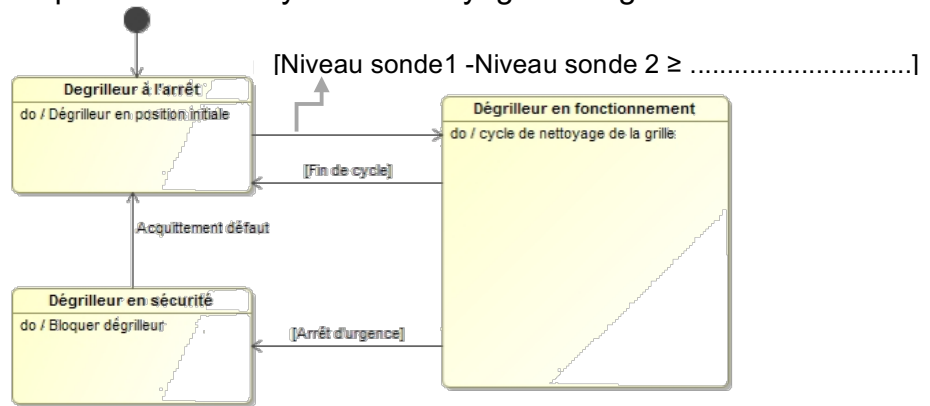 [Niveau sonde1 -Niveau sonde 2 ≥ ..............................]
Degrilleur à l'arrêt
do / Dégrilleur en position initiale
Dégrilleur en fonctionnement
do / cycle de nettoyage de la grille
[Fin de cycle]
Acquittement défaut
Dégrilleur en sécurité
do / Bloquer dégrilleur
[Arrêt d'urgence]